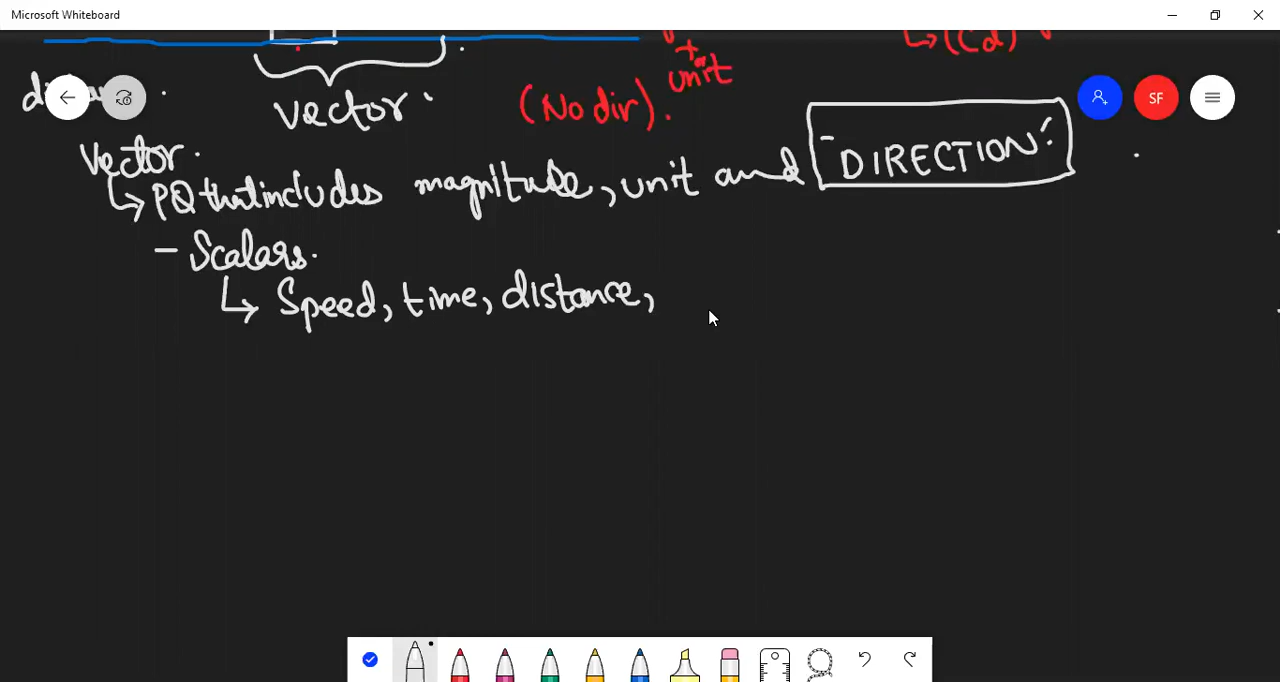 Microsoft Whiteboard
+ unit
↳ (Cd)
vector.
(No dir).
SF
Vector.
↳ PQ that includes magnitude, unit and DIRECTION.
- Scalars.
↳ Speed, time, distance,